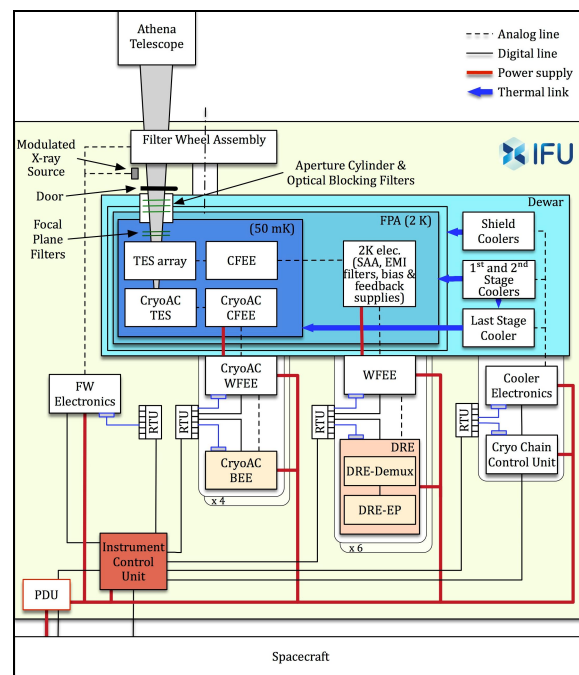 Athena
Telescope
Analog line
Digital line
Power supply
Thermal link
Modulated
X-ray
Source
Filter Wheel Assembly
IFU
Door
Aperture Cylinder &
Optical Blocking Filters
Dewar
Focal
Plane
Filters
(50 mK)
FPA (2 K)
TES array
CFEE
2K elec.
(SAA, EMI
filters, bias &
feedback
supplies)
Shield
Coolers
1st and 2nd
Stage
Coolers
CryoAC
TES
CryoAC
CFEE
Last Stage
Cooler
FW
Electronics
RTU
RTU
CryoAC
WFEE
RTU
WFEE
RTU
Cooler
Electronics
CryoAC
BEE
x 4
DRE
DRE-Demux
DRE-EP
x 6
Cryo Chain
Control Unit
Instrument
Control
Unit
PDU
Spacecraft